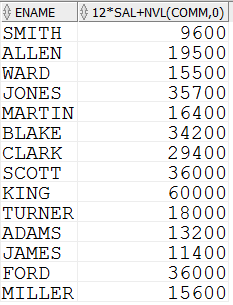 ENAME 12*SAL+NVL(COMM,0)
SMITH 9600
ALLEN 19500
WARD 15500
JONES 35700
MARTIN 16400
BLAKE 34200
CLARK 29400
SCOTT 36000
KING 60000
TURNER 18000
ADAMS 13200
JAMES 11400
FORD 36000
MILLER 15600